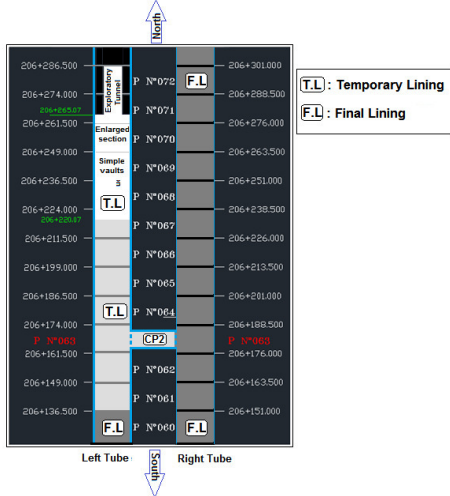 North
206+286.500
206+274.000
206+265.07
206+261.500
206+249.000
206+236.500
206+224.000
206+220.07
206+211.500
206+199.000
206+186.500
206+174.000
P N°063
206+161.500
206+149.000
206+136.500
Exploratory
Tunnel
Enlarged
section
Simple
vaults
T.L
T.L
F.L
P N°072
P N°071
P N°070
P N°069
P N°068
P N°067
P N°066
P N°065
P N°064
CP2
P N°062
P N°061
P N°060
F.L
F.L
206+301.000
206+288.500
206+276.000
206+263.500
206+251.000
206+238.500
206+226.000
206+213.500
206+201.000
206+188.500
P N°063
206+176.000
206+163.500
206+151.000
T.L : Temporary Lining
F.L : Final Lining
Left Tube
South
Right Tube